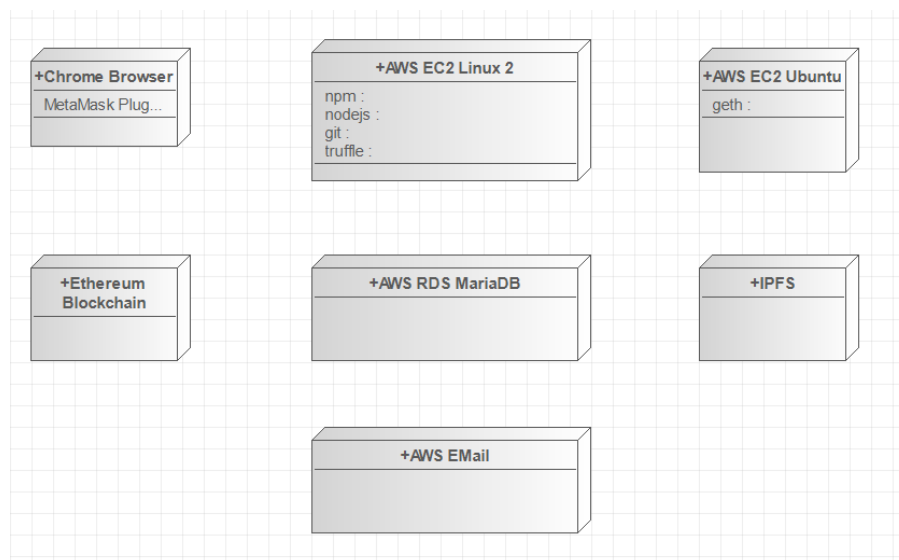 +Chrome Browser
MetaMask Plug...
+AWS EC2 Linux 2
npm :
nodejs :
git :
truffle :
+AWS EC2 Ubuntu
geth :
+Ethereum
Blockchain
+AWS RDS MariaDB
+IPFS
+AWS EMail